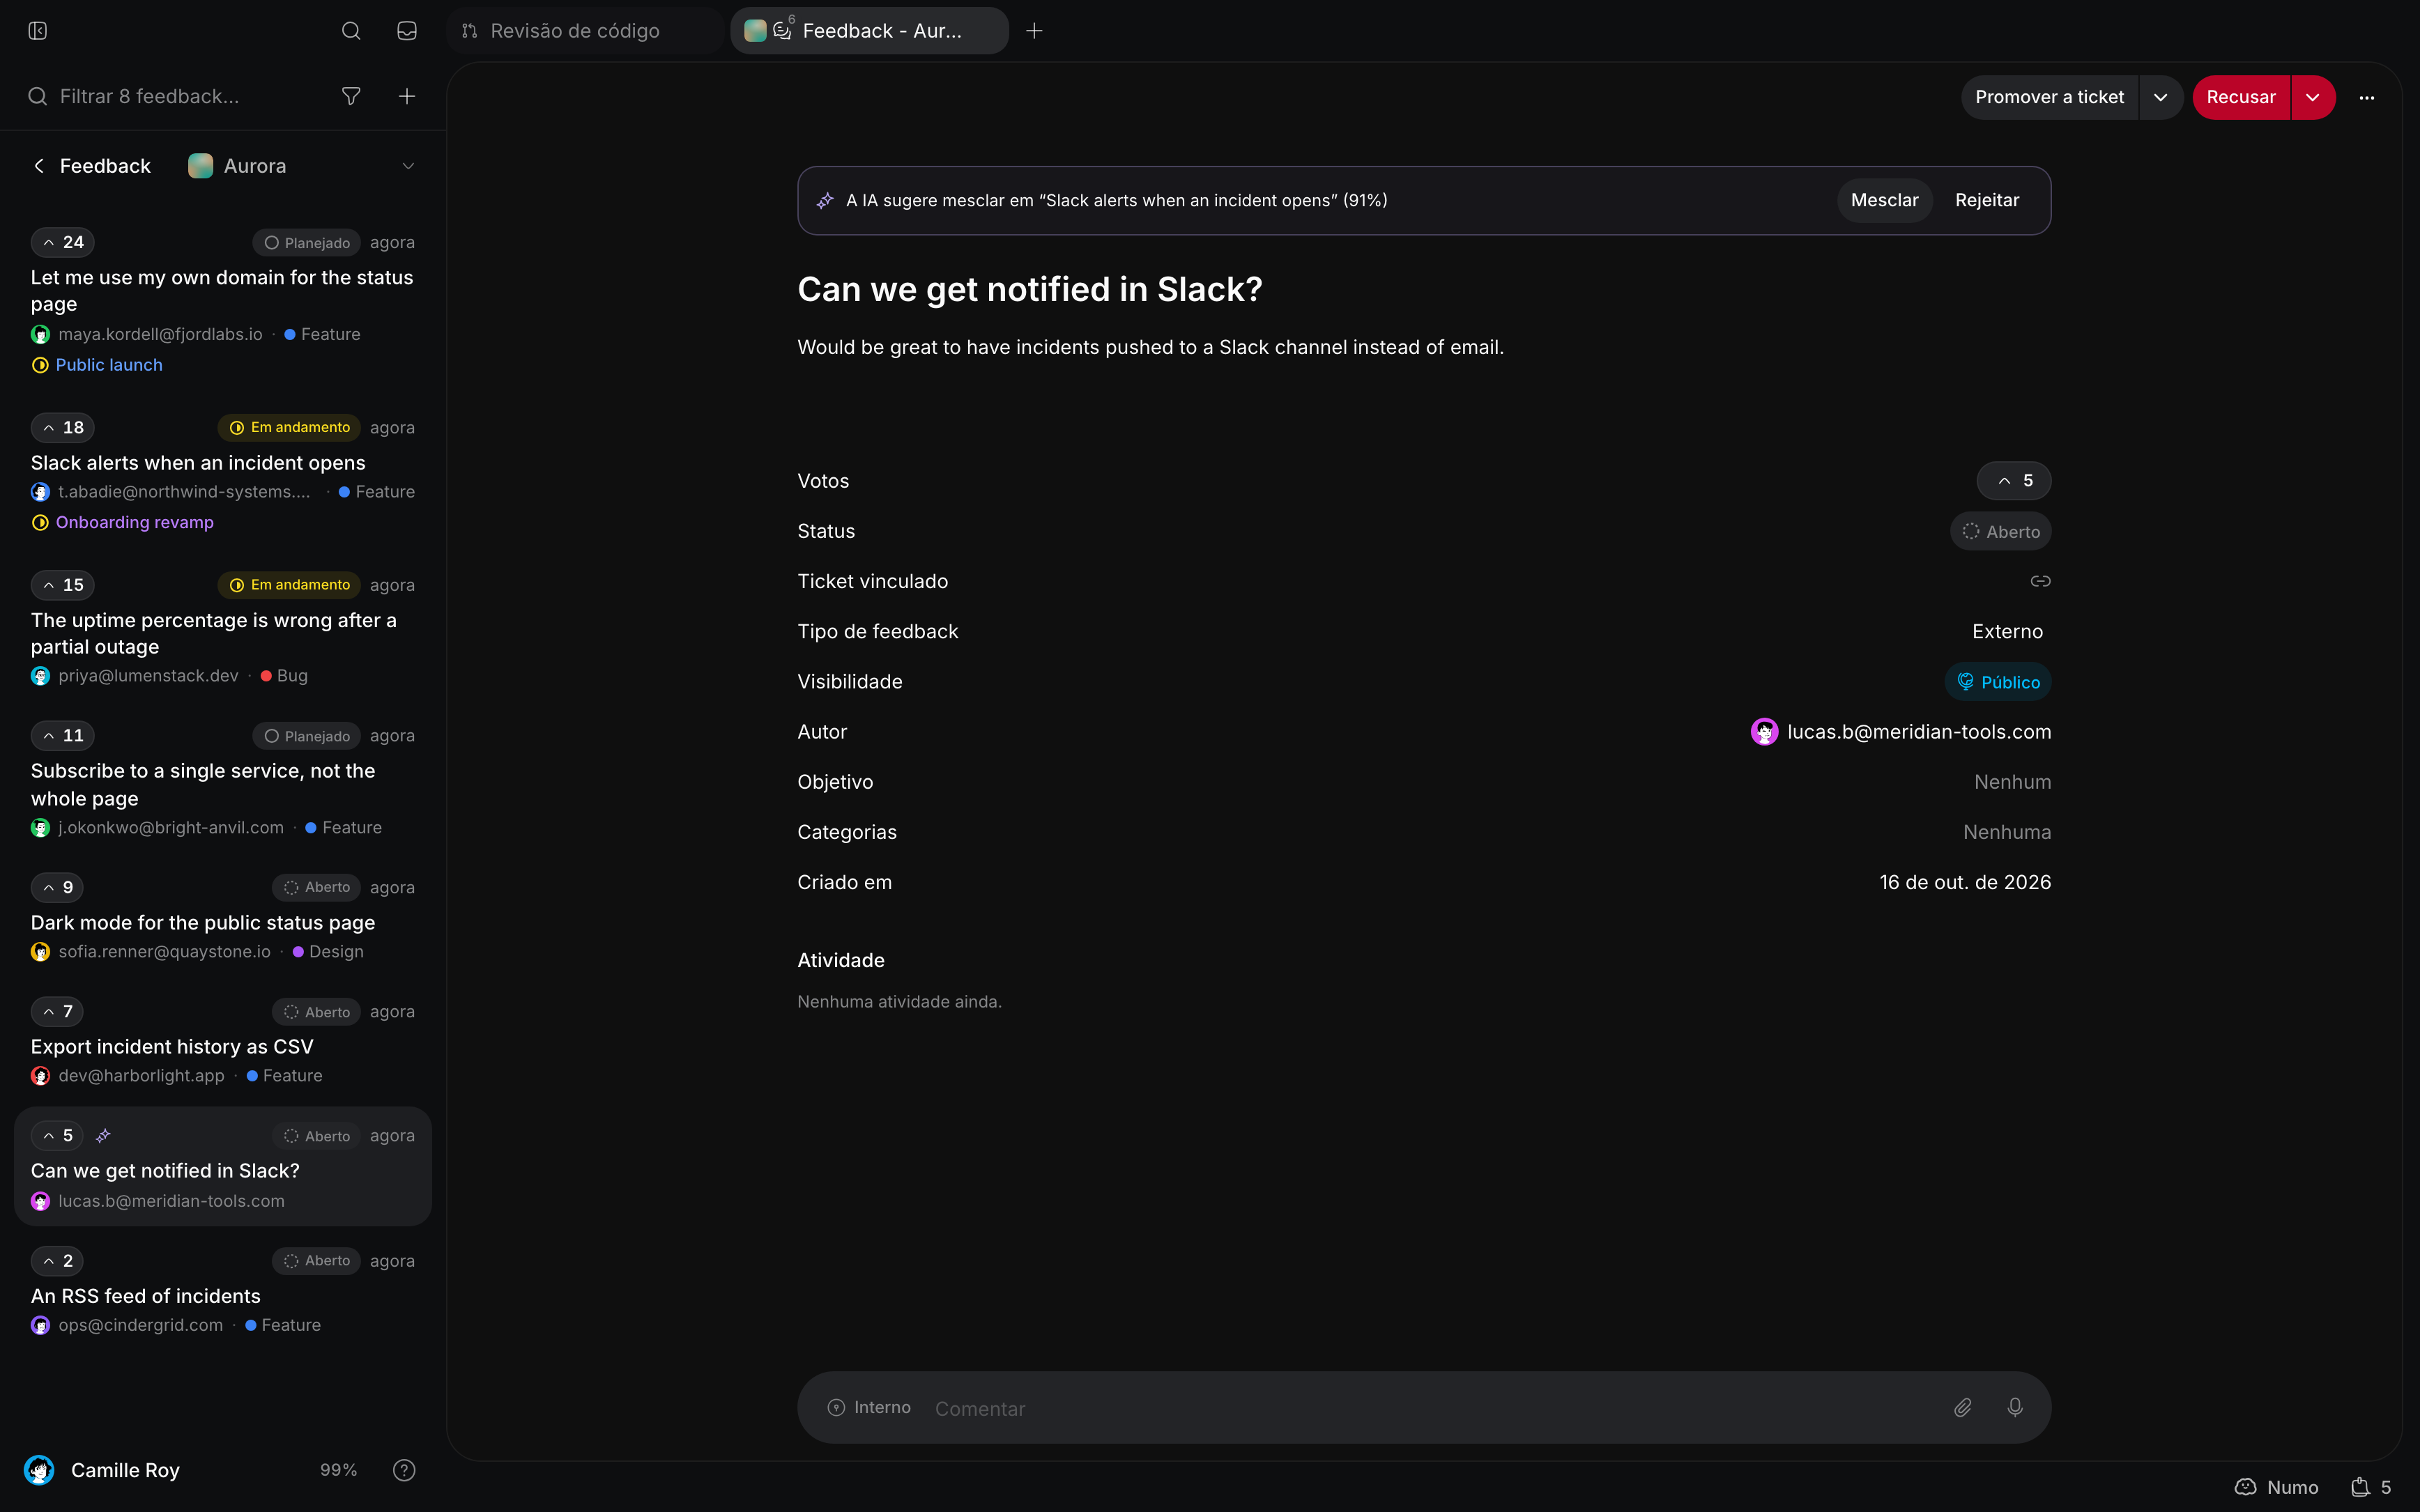 Revisão de código
6
Feedback - Aur...
Filtrar 8 feedback...
Promover a ticket
Recusar
Feedback
Aurora
24
Planejado
agora
Let me use my own domain for the status
page
maya.kordell@fjordlabs.io · Feature
Public launch
18
Em andamento
agora
Slack alerts when an incident opens
t.abadie@northwind-systems.... · Feature
Onboarding revamp
15
Em andamento
agora
The uptime percentage is wrong after a
partial outage
priya@lumenstack.dev · Bug
11
Planejado
agora
Subscribe to a single service, not the
whole page
j.okonkwo@bright-anvil.com · Feature
9
Aberto
agora
Dark mode for the public status page
sofia.renner@quaystone.io · Design
7
Aberto
agora
Export incident history as CSV
dev@harborlight.app · Feature
5
Aberto
agora
Can we get notified in Slack?
lucas.b@meridian-tools.com
2
Aberto
agora
An RSS feed of incidents
ops@cindergrid.com · Feature
Camille Roy
99%
A IA sugere mesclar em “Slack alerts when an incident opens” (91%)
Mesclar
Rejeitar
Can we get notified in Slack?
Would be great to have incidents pushed to a Slack channel instead of email.
Votos
5
Status
Aberto
Ticket vinculado
Tipo de feedback
Externo
Visibilidade
Público
Autor
lucas.b@meridian-tools.com
Objetivo
Nenhum
Categorias
Nenhuma
Criado em
16 de out. de 2026
Atividade
Nenhuma atividade ainda.
Interno
Comentar
Numo
5